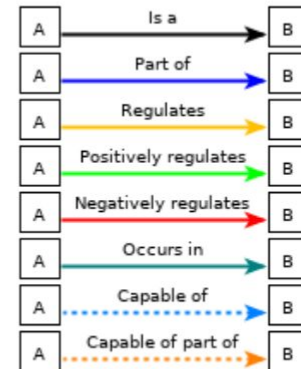 Is a
A B
Part of
A B
Regulates
A B
Positively regulates
A B
Negatively regulates
A B
Occurs in
A B
Capable of
A B
Capable of part of
A B